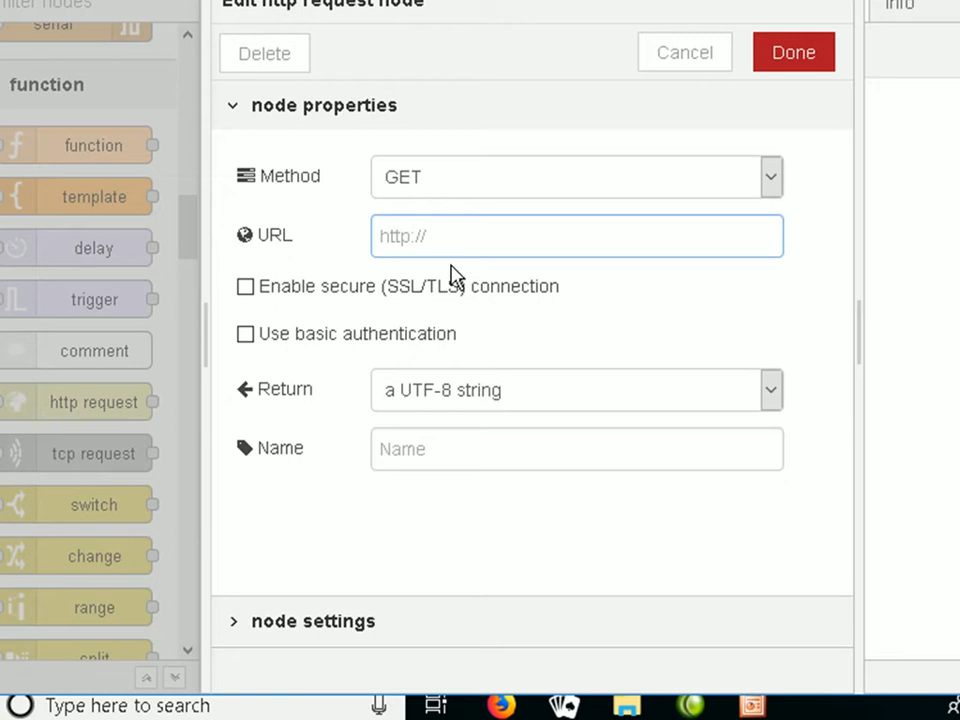 Edit http request node
info
serial
Delete
Cancel
Done
function
node properties
function
Method
GET
template
URL
http://
delay
Enable secure (SSL/TLS) connection
trigger
Use basic authentication
comment
Return
a UTF-8 string
http request
Name
Name
tcp request
switch
change
range
node settings
split
Type here to search